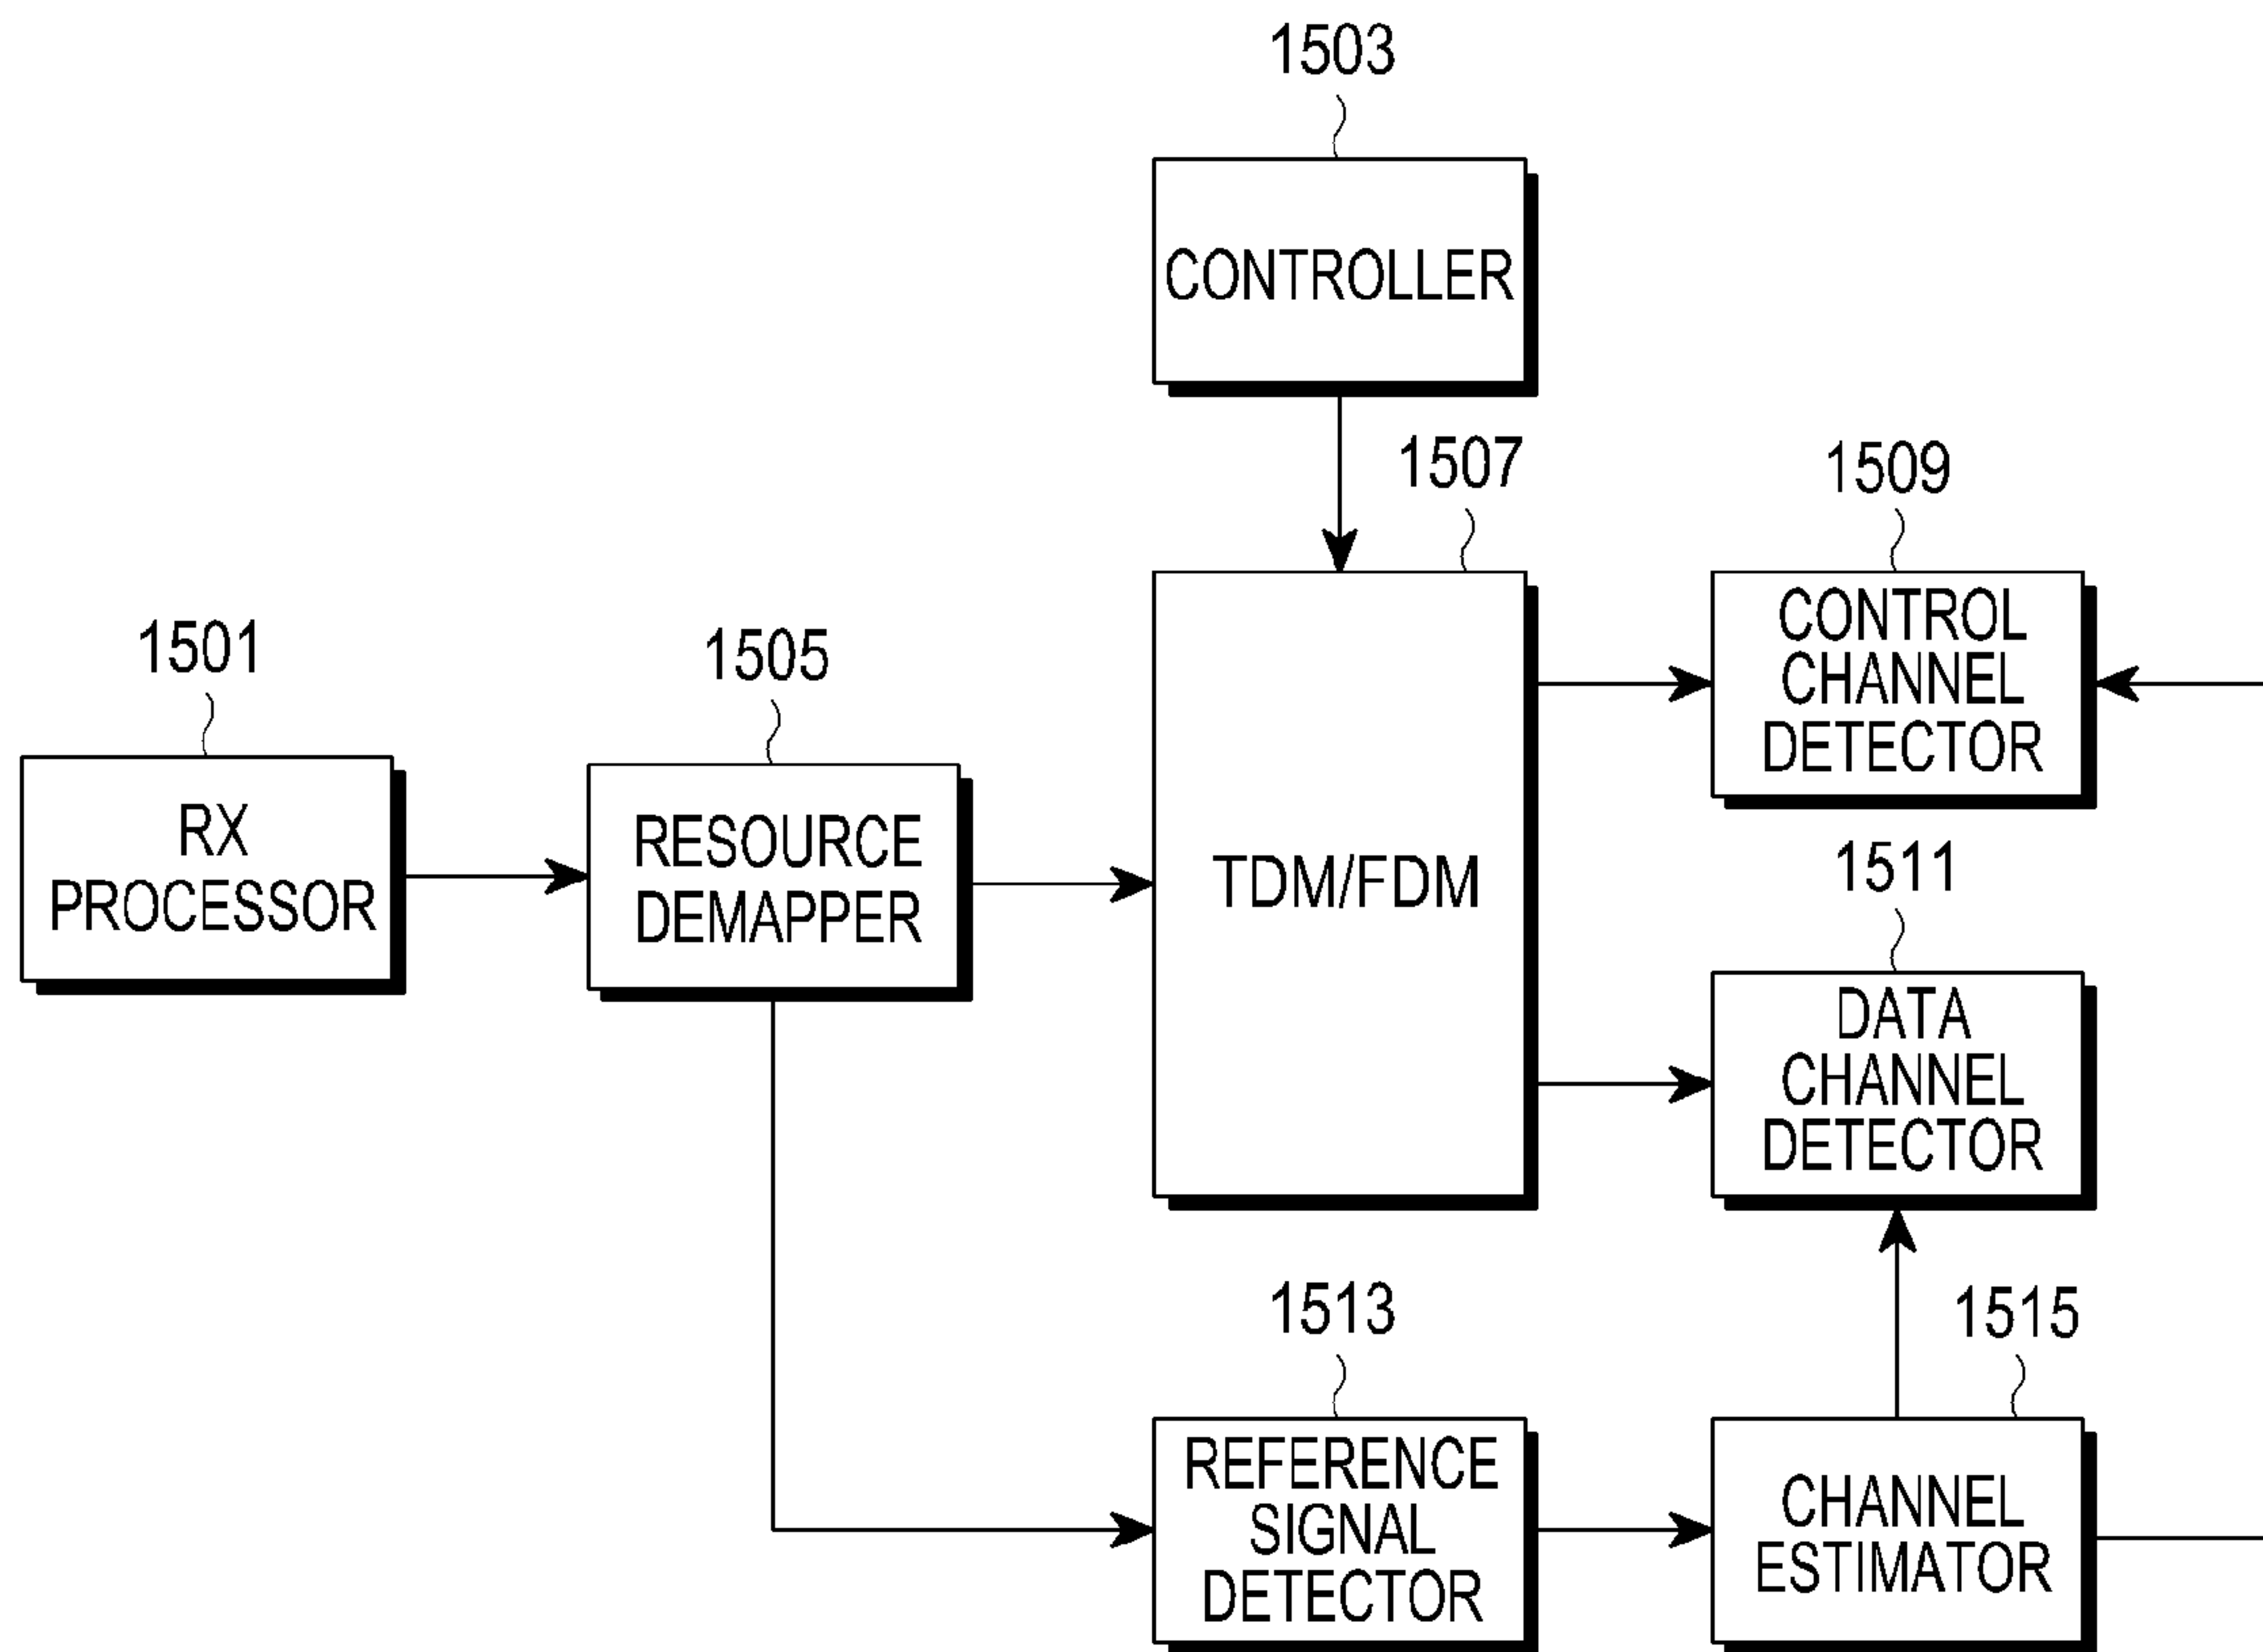 1503
CONTROLLER
1507
1509
CONTROL
CHANNEL
DETECTOR
1501
RX
PROCESSOR
1505
RESOURCE
DEMAPPER
TDM/FDM
1511
DATA
CHANNEL
DETECTOR
1513
REFERENCE
SIGNAL
DETECTOR
1515
CHANNEL
ESTIMATOR